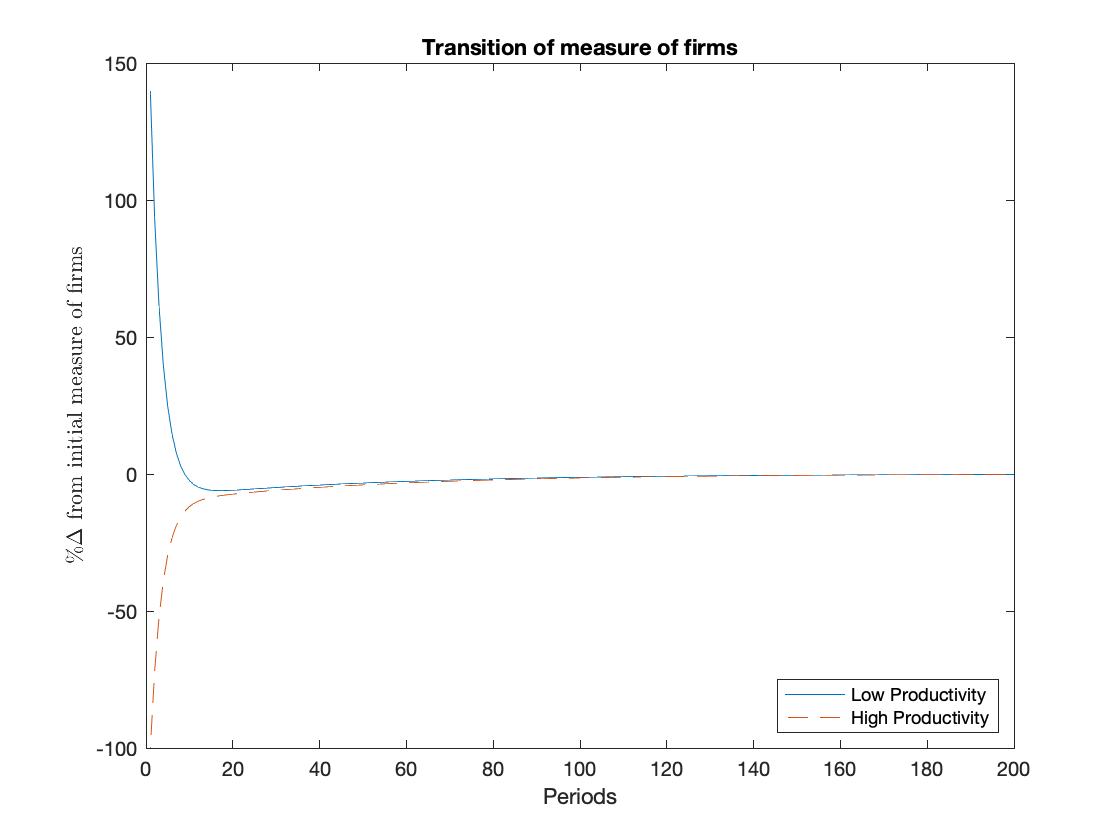 Transition of measure of firms
%Δ from initial measure of firms
150
100
50
0
-50
-100
0 20 40 60 80 100 120 140 160 180 200
Periods
Low Productivity
High Productivity